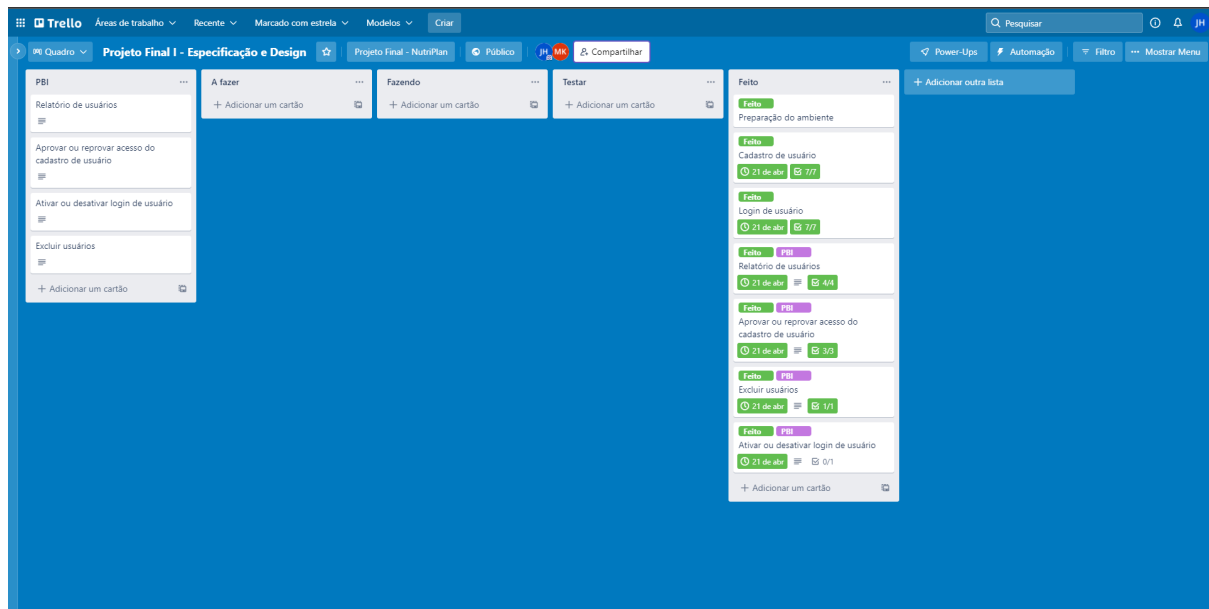 Trello Áreas de trabalho Recente Marcado com estrela Modelos Criar Pesquisar JH
Quadro Projeto Final I - Especificação e Design Projeto Final - NutriPlan Público JH MK Compartilhar Power-Ups Automação Filtro ... Mostrar Menu
PBI ...
Relatório de usuários
Aprovar ou reprovar acesso do
cadastro de usuário
Ativar ou desativar login de usuário
Excluir usuários
+ Adicionar um cartão
A fazer ...
+ Adicionar um cartão
Fazendo ...
+ Adicionar um cartão
Testar ...
+ Adicionar um cartão
Feito ...
Feito
Preparação do ambiente
Feito
Cadastro de usuário
21 de abr 7/7
Feito
Login de usuário
21 de abr 7/7
Feito PBI
Relatório de usuários
21 de abr 4/4
Feito PBI
Aprovar ou reprovar acesso do
cadastro de usuário
21 de abr 3/3
Feito PBI
Excluir usuários
21 de abr 1/1
Feito PBI
Ativar ou desativar login de usuário
21 de abr 0/1
+ Adicionar um cartão
+ Adicionar outra lista